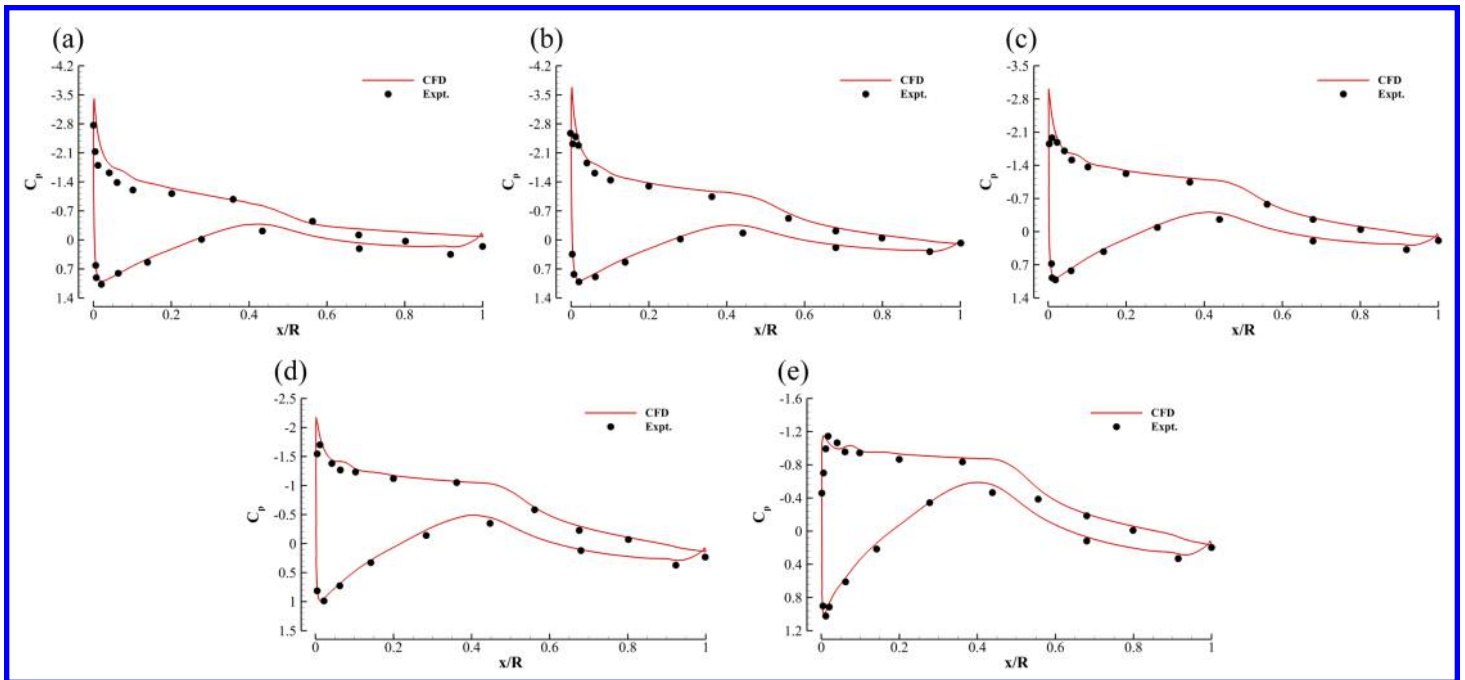 (a)
-4.2
-3.5
-2.8
-2.1
-1.4
-0.7
0
0.7
1.4
Cp
0 0.2 0.4 0.6 0.8 1
x/R
CFD
Expt.
(b)
-4.2
-3.5
-2.8
-2.1
-1.4
-0.7
0
0.7
1.4
Cp
0 0.2 0.4 0.6 0.8 1
x/R
CFD
Expt.
(c)
-3.5
-2.8
-2.1
-1.4
-0.7
0
0.7
1.4
Cp
0 0.2 0.4 0.6 0.8 1
x/R
CFD
Expt.
(d)
-2.5
-2
-1.5
-1
-0.5
0
0.5
1
1.5
Cp
0 0.2 0.4 0.6 0.8 1
x/R
CFD
Expt.
(e)
-1.6
-1.2
-0.8
-0.4
0
0.4
0.8
1.2
Cp
0 0.2 0.4 0.6 0.8 1
x/R
CFD
Expt.